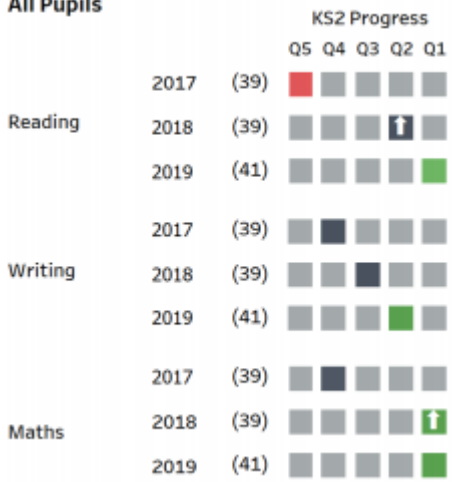 All Pupils
KS2 Progress
Q5 Q4 Q3 Q2 Q1
2017 (39)
Reading 2018 (39)
2019 (41)
2017 (39)
Writing 2018 (39)
2019 (41)
2017 (39)
Maths 2018 (39)
2019 (41)